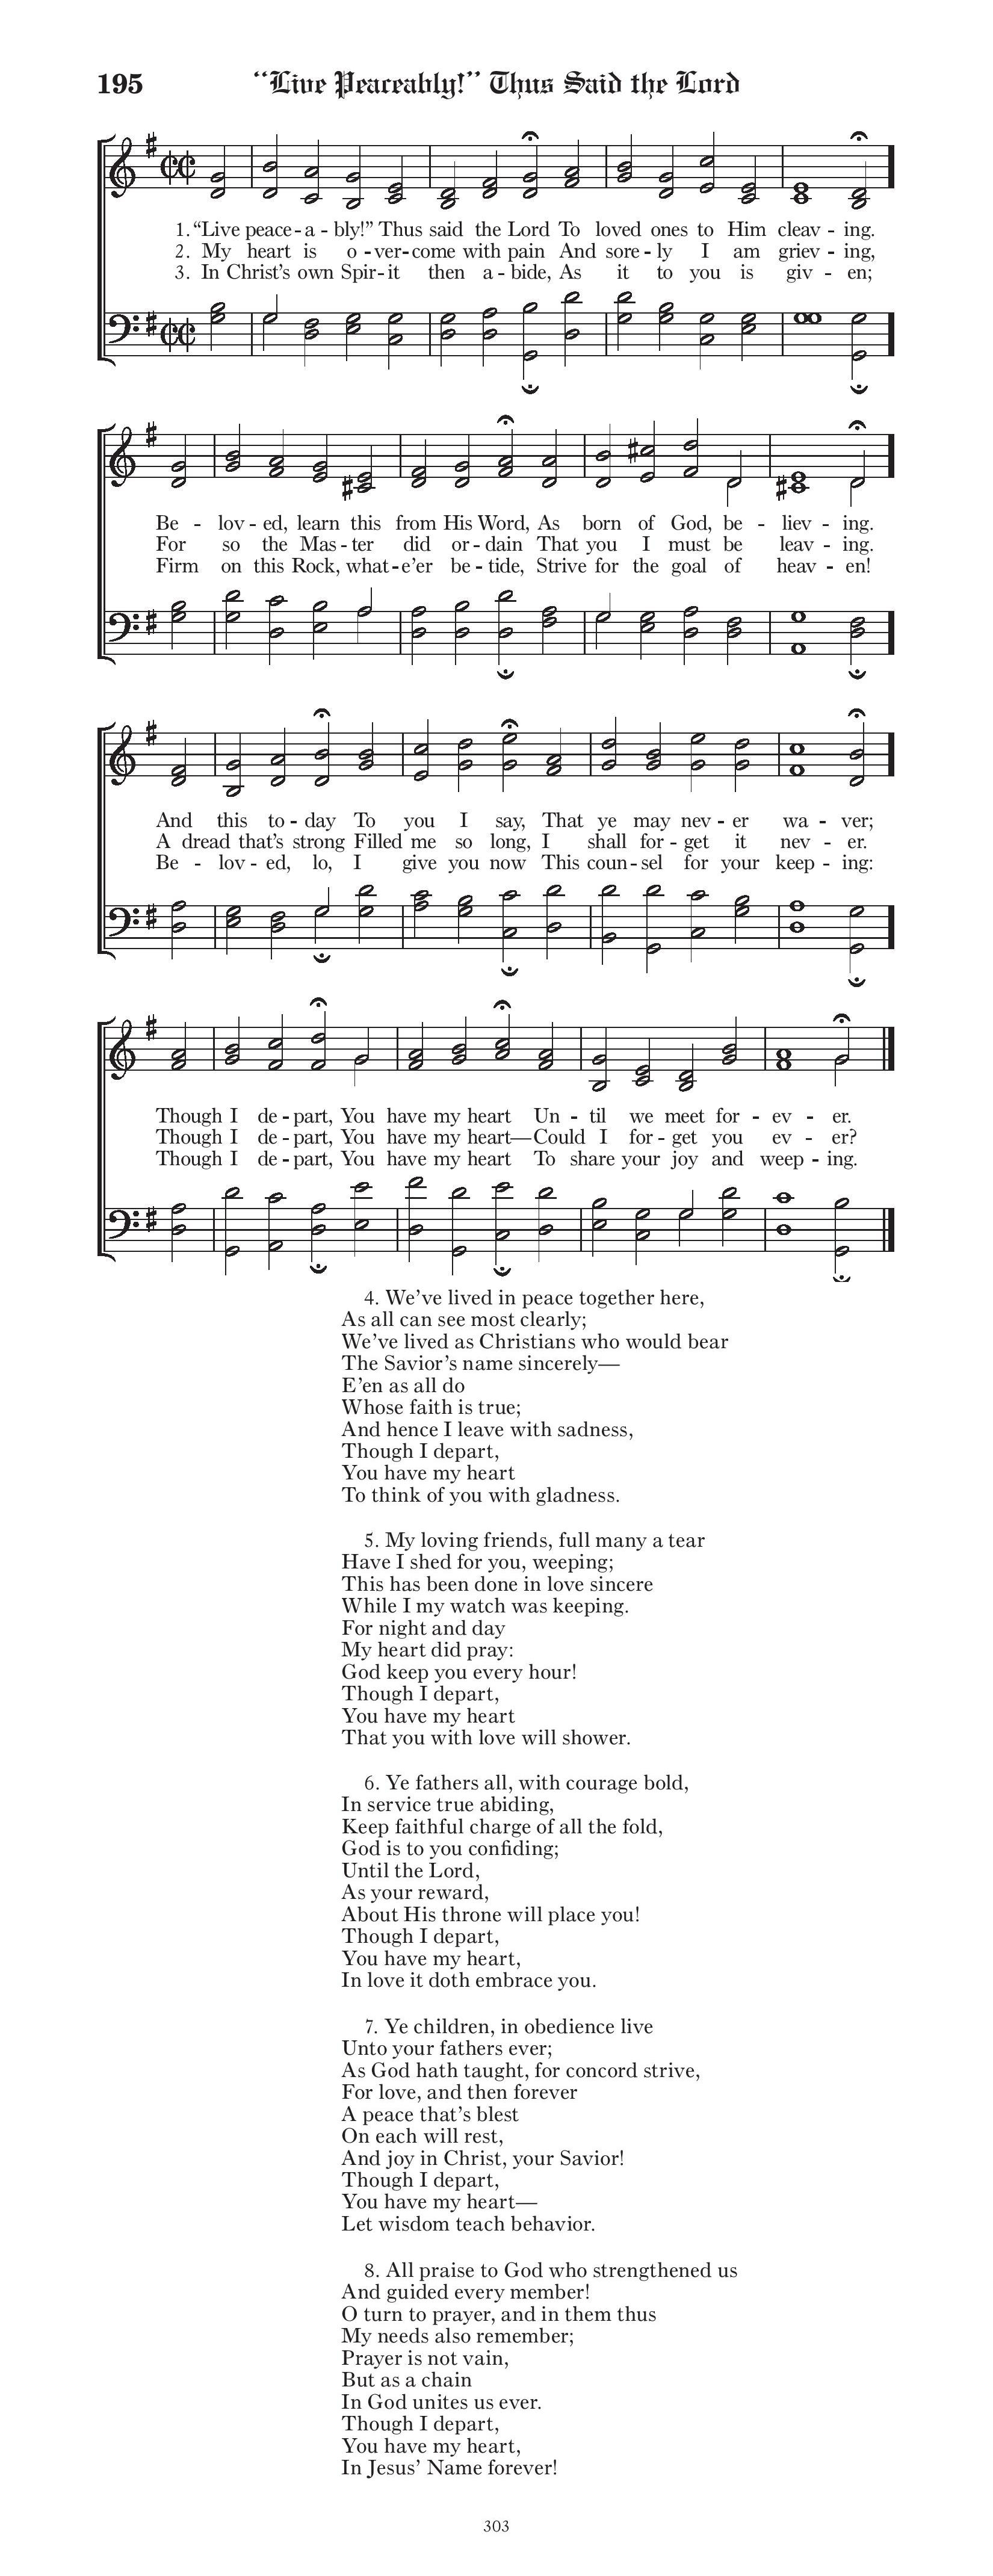 195 “Live Peaceably!” Thus Said the Lord
1. “Live peace-a-bly!” Thus said the Lord To loved ones to Him cleav-ing.
2. My heart is o-ver-come with pain And sore-ly I am griev-ing,
3. In Christ’s own Spir-it then a-bide, As it to you is giv-en;
Be-lov-ed, learn this from His Word, As born of God, be-liev-ing.
For so the Mas-ter did or-dain That you I must be leav-ing.
Firm on this Rock, what-e’er be-tide, Strive for the goal of heav-en!
And this to-day To you I say, That ye may nev-er wa-ver;
A dread that’s strong Filled me so long, I shall for-get it nev-er.
Be-lov-ed, lo, I give you now This coun-sel for your keep-ing:
Though I de-part, You have my heart Un-til we meet for-ev-er.
Though I de-part, You have my heart—Could I for-get you ev-er?
Though I de-part, You have my heart To share your joy and weep-ing.
4. We’ve lived in peace together here,
As all can see most clearly;
We’ve lived as Christians who would bear
The Savior’s name sincerely—
E’en as all do
Whose faith is true;
And hence I leave with sadness,
Though I depart,
You have my heart
To think of you with gladness.
5. My loving friends, full many a tear
Have I shed for you, weeping;
This has been done in love sincere
While I my watch was keeping.
For night and day
My heart did pray:
God keep you every hour!
Though I depart,
You have my heart
That you with love will shower.
6. Ye fathers all, with courage bold,
In service true abiding,
Keep faithful charge of all the fold,
God is to you confiding;
Until the Lord,
As your reward,
About His throne will place you!
Though I depart,
You have my heart,
In love it doth embrace you.
7. Ye children, in obedience live
Unto your fathers ever;
As God hath taught, for concord strive,
For love, and then forever
A peace that’s blest
On each will rest,
And joy in Christ, your Savior!
Though I depart,
You have my heart—
Let wisdom teach behavior.
8. All praise to God who strengthened us
And guided every member!
O turn to prayer, and in them thus
My needs also remember;
Prayer is not vain,
But as a chain
In God unites us ever.
Though I depart,
You have my heart,
In Jesus’ Name forever!
303